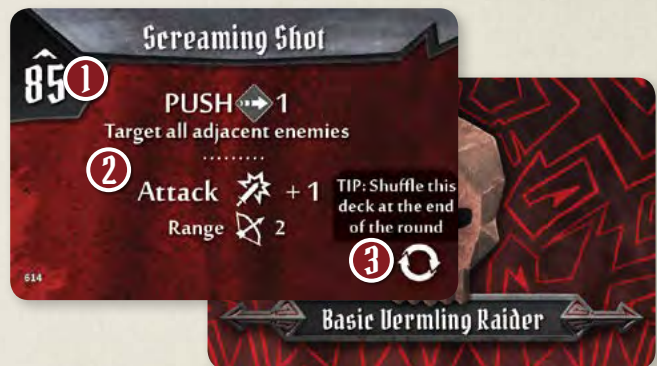 Screaming Shot
85
1
PUSH 1
Target all adjacent enemies
2
Attack + 1
Range 2
TIP: Shuffle this
deck at the end
of the round
3
614
Basic Vermling Raider